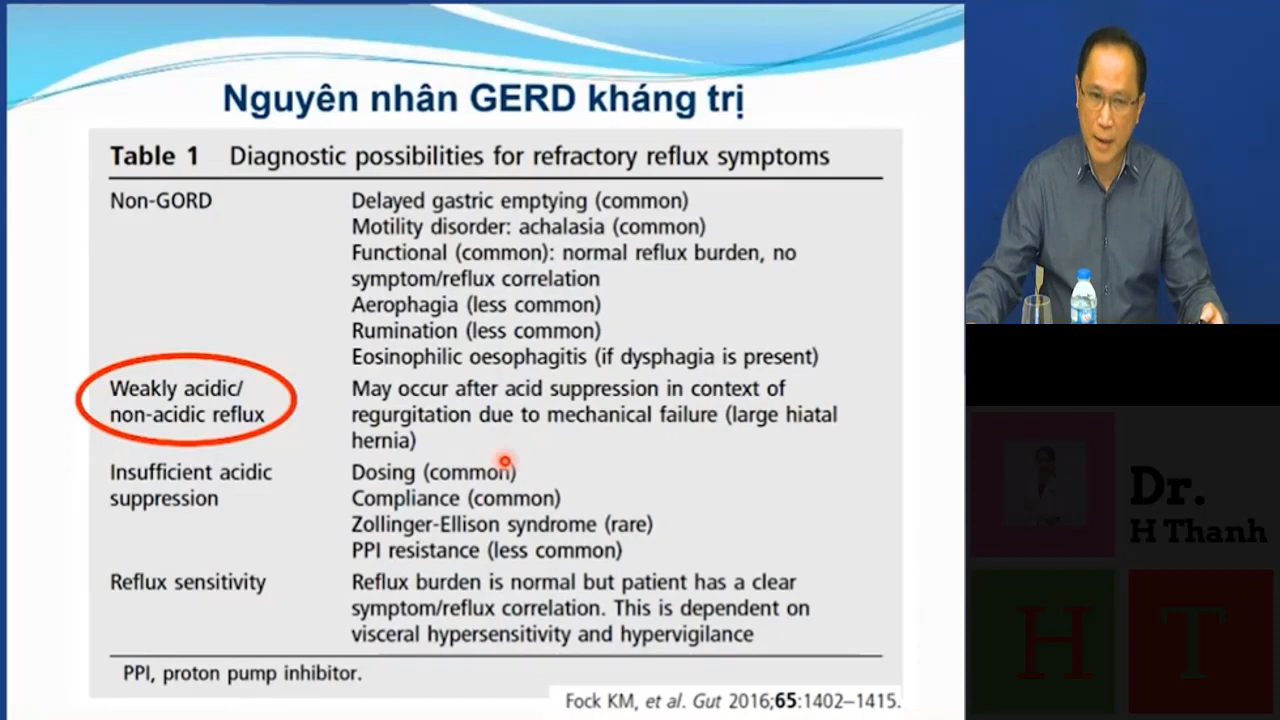 Nguyên nhân GERD kháng trị
Table 1 Diagnostic possibilities for refractory reflux symptoms
Non-GORD
Delayed gastric emptying (common)
Motility disorder: achalasia (common)
Functional (common): normal reflux burden, no
symptom/reflux correlation
Aerophagia (less common)
Rumination (less common)
Eosinophilic oesophagitis (if dysphagia is present)
Weakly acidic/
non-acidic reflux
May occur after acid suppression in context of
regurgitation due to mechanical failure (large hiatal
hernia)
Insufficient acidic
suppression
Dosing (common)
Compliance (common)
Zollinger-Ellison syndrome (rare)
PPI resistance (less common)
Reflux sensitivity
Reflux burden is normal but patient has a clear
symptom/reflux correlation. This is dependent on
visceral hypersensitivity and hypervigilance
PPI, proton pump inhibitor.
Fock KM, et al. Gut 2016;65:1402–1415.
Dr.
H Thanh
H T